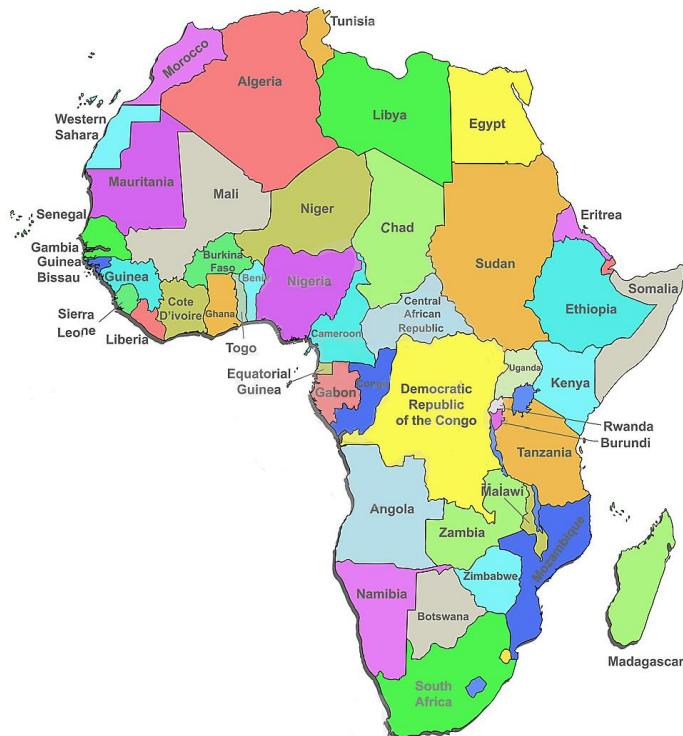 Tunisia
Morocco
Algeria
Libya
Egypt
Western
Sahara
Mauritania
Mali
Niger
Chad
Sudan
Eritrea
Senegal
Gambia
Guinea
Bissau
Guinea
Burkina
Faso
Benin
Nigeria
Ethiopia
Somalia
Sierra
Leone
Liberia
Cote
D'ivoire
Ghana
Togo
Cameroon
Central
African
Republic
Equatorial
Guinea
Gabon
Congo
Democratic
Republic
of the Congo
Uganda
Kenya
Rwanda
Burundi
Tanzania
Angola
Zambia
Malawi
Mozambique
Zimbabwe
Namibia
Botswana
Madagascar
South
Africa